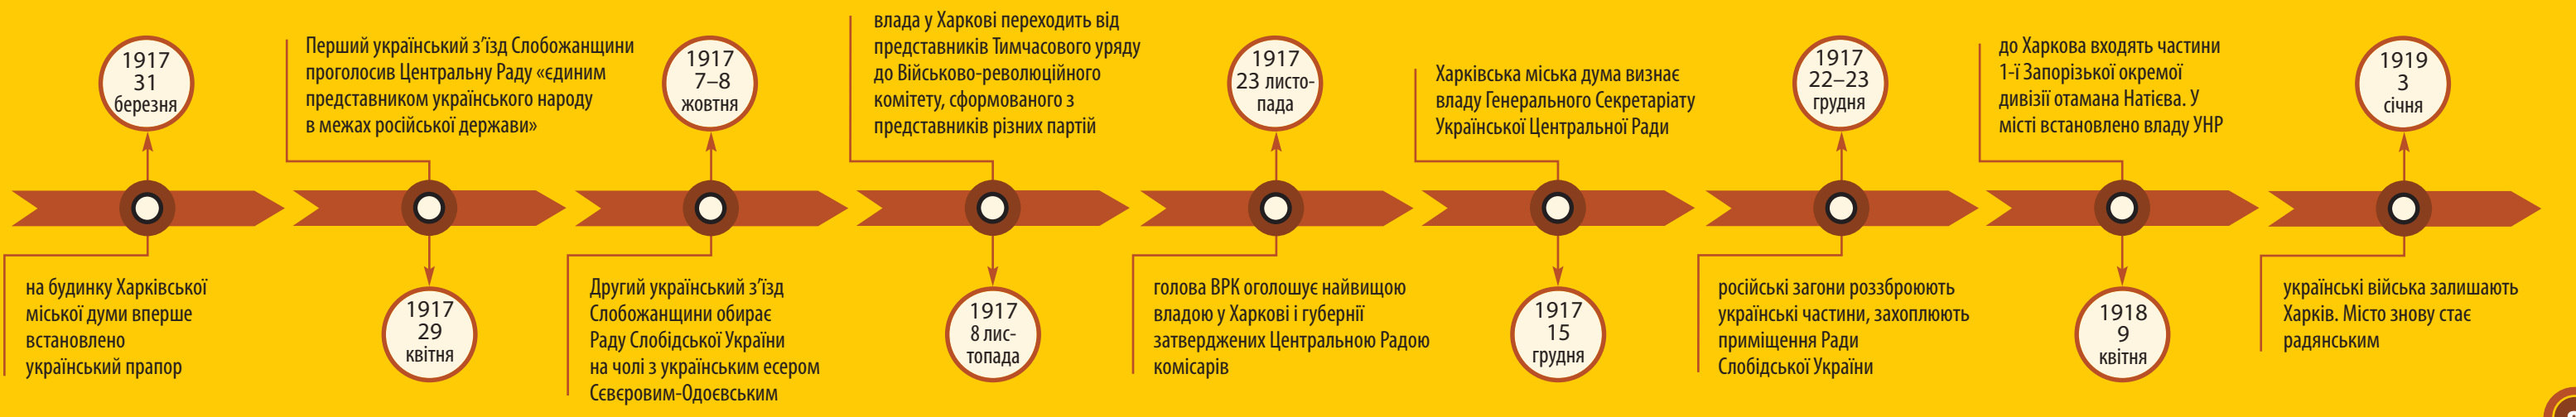 1917
31
березня
на будинку Харківської
міської думи вперше
встановлено
український прапор
Перший український з’їзд Слобожанщини
проголосив Центральну Раду «єдиним
представником українського народу
в межах російської держави»
1917
29
квітня
1917
7–8
жовтня
Другий український з’їзд
Слобожанщини обирає
Раду Слобідської України
на чолі з українським есером
Сєвєровим-Одоєвським
влада у Харкові переходить від
представників Тимчасового уряду
до Військово-революційного
комітету, сформованого з
представників різних партій
1917
8 лис-
топада
1917
23 листо-
пада
голова ВРК оголошує найвищою
владою у Харкові і губернії
затверджених Центральною Радою
комісарів
Харківська міська дума визнає
владу Генерального Секретаріату
Української Центральної Ради
1917
15
грудня
1917
22–23
грудня
російські загони роззброюють
українські частини, захоплюють
приміщення Ради
Слобідської України
до Харкова входять частини
1-ї Запорізької окремої
дивізії отамана Натієва. У
місті встановлено владу УНР
1918
9
квітня
1919
3
січня
українські війська залишають
Харків. Місто знову стає
радянським